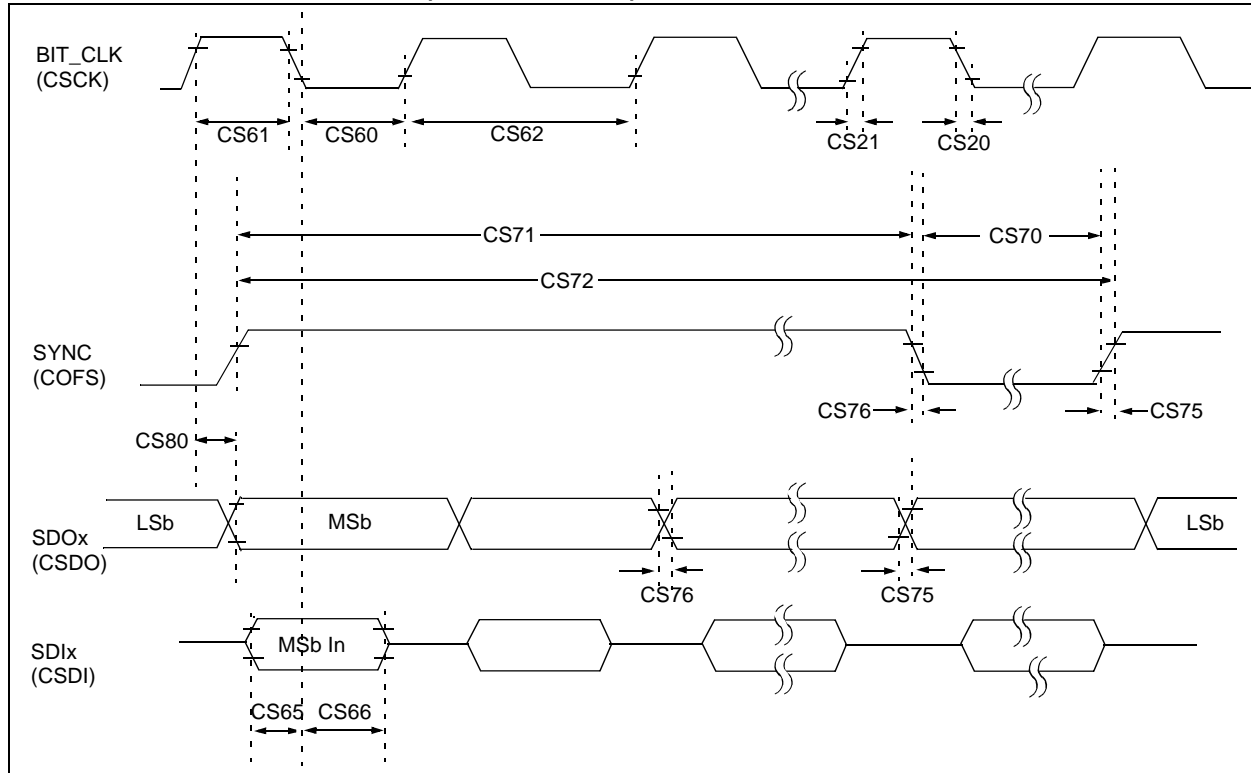 BIT_CLK
(CSCK)
CS61
CS60
CS62
CS21
CS20
CS71
CS70
CS72
SYNC
(COFS)
CS76
CS75
CS80
LSb
MSb
LSb
SDOx
(CSDO)
CS76
CS75
MSb In
SDIx
(CSDI)
CS65
CS66